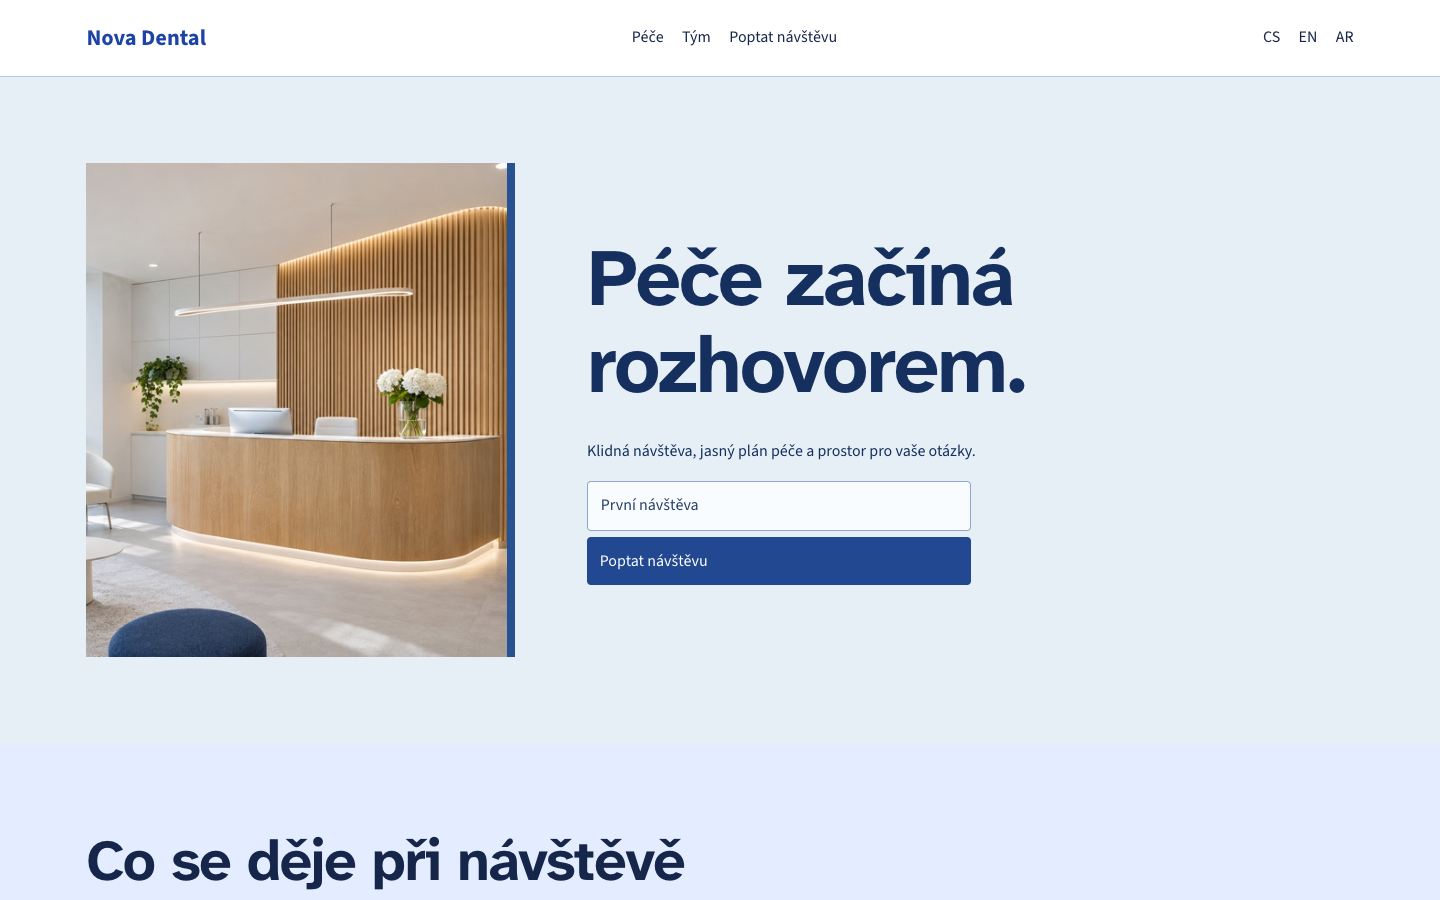 Nova Dental
Péče
Tým
Poptat návštěvu
CS
EN
AR
Péče začíná
rozhovorem.
Klidná návštěva, jasný plán péče a prostor pro vaše otázky.
První návštěva
Poptat návštěvu
Co se děje při návštěvě